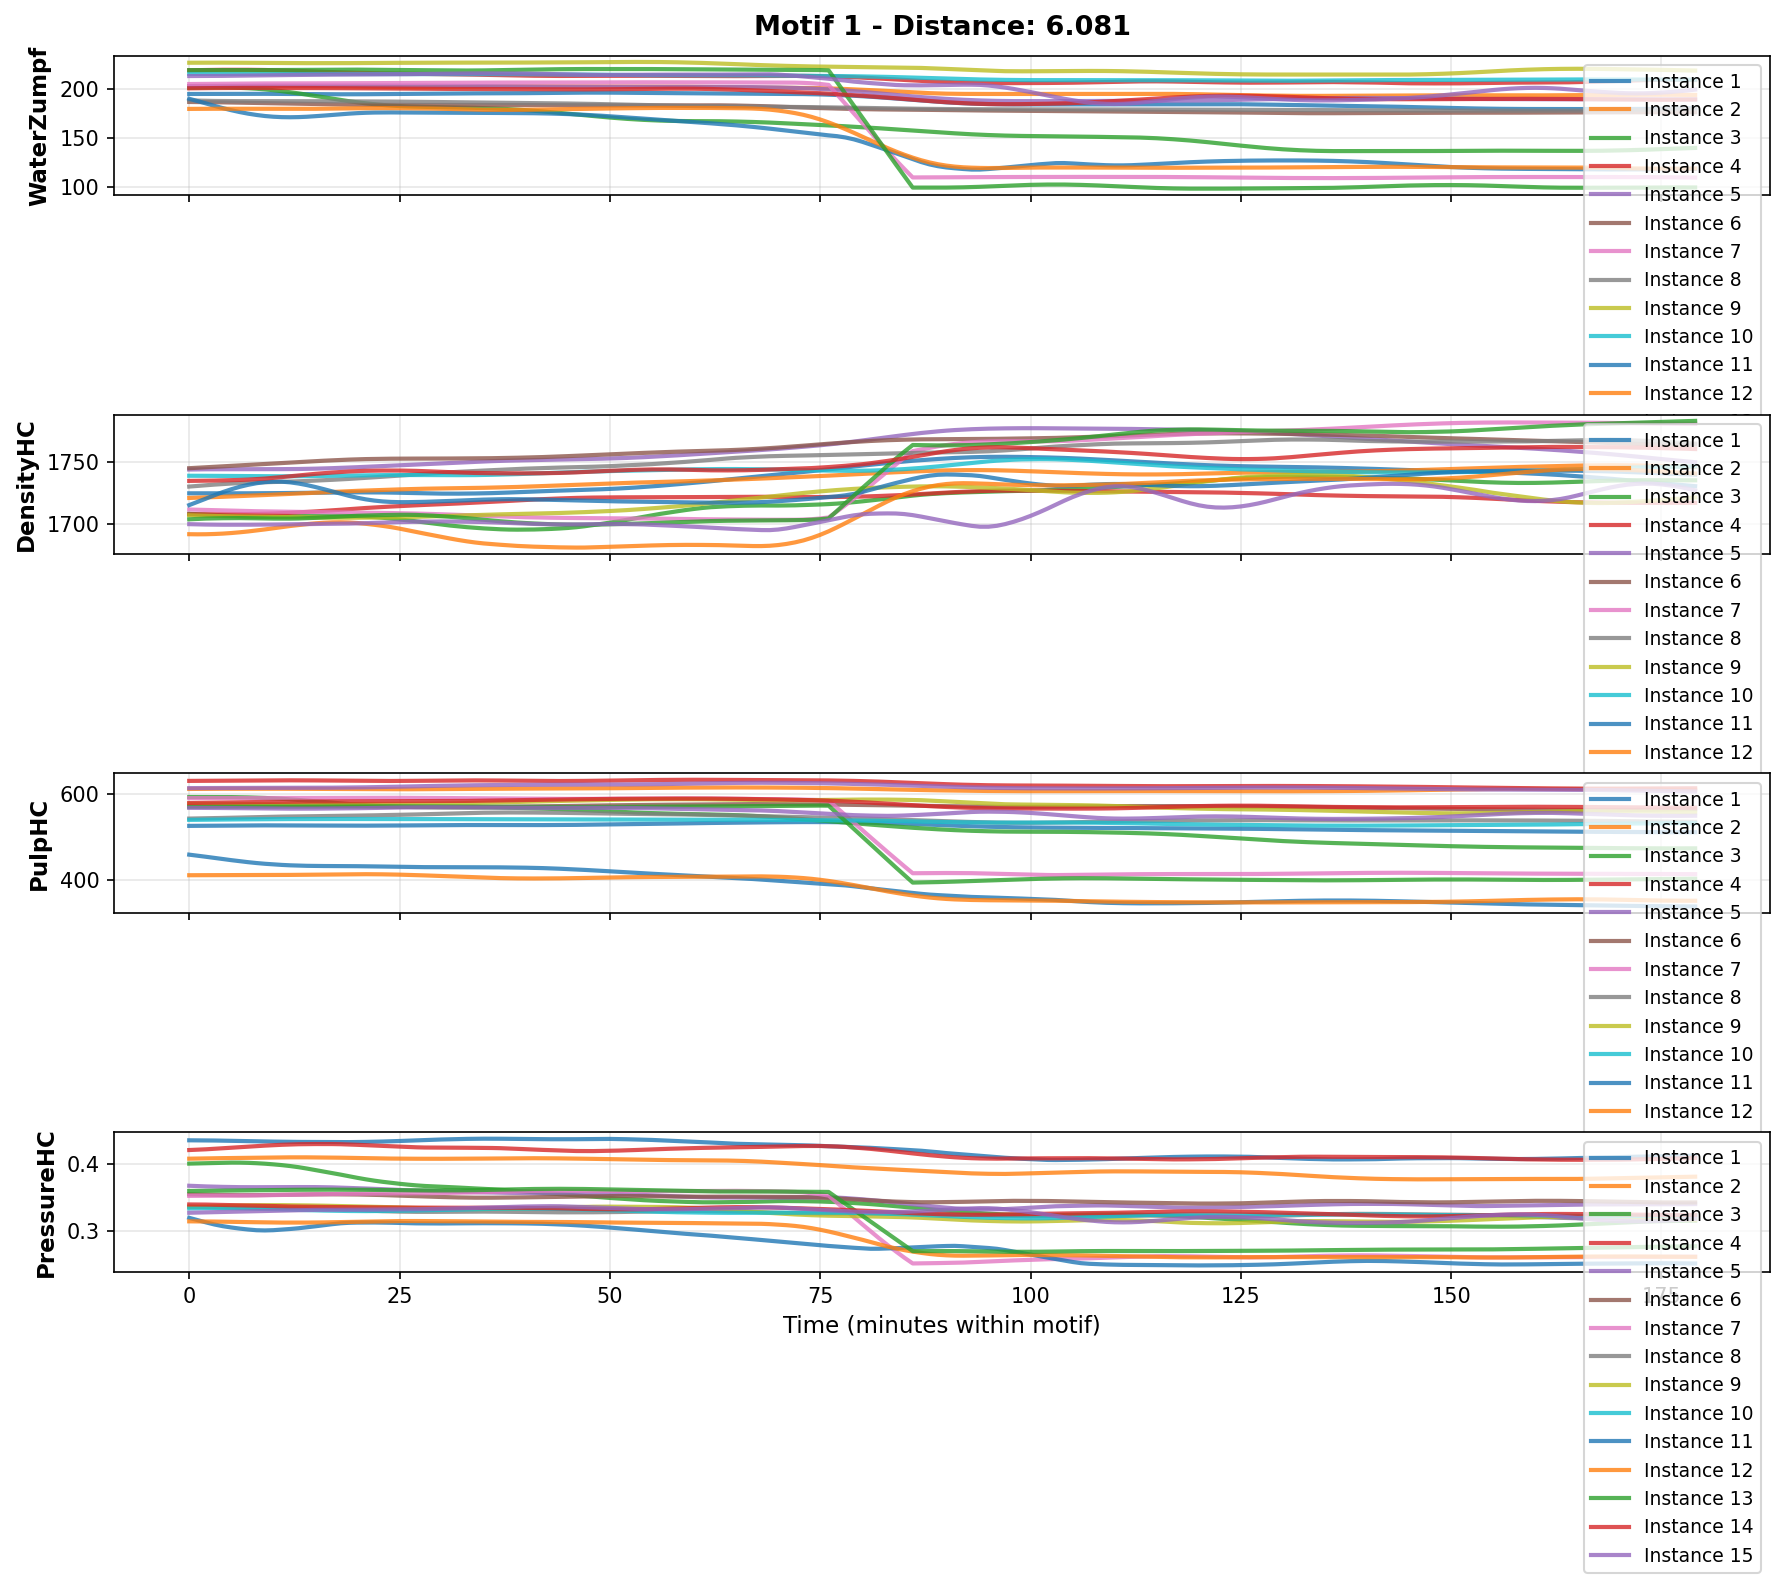 Motif 1 - Distance: 6.081
WaterZumpf
200
150
100
Instance 1
Instance 2
Instance 3
Instance 4
Instance 5
Instance 6
Instance 7
Instance 8
Instance 9
Instance 10
Instance 11
Instance 12
DensityHC
1750
1700
Instance 1
Instance 2
Instance 3
Instance 4
Instance 5
Instance 6
Instance 7
Instance 8
Instance 9
Instance 10
Instance 11
Instance 12
PulpHC
600
400
Instance 1
Instance 2
Instance 3
Instance 4
Instance 5
Instance 6
Instance 7
Instance 8
Instance 9
Instance 10
Instance 11
Instance 12
PressureHC
0.4
0.3
Instance 1
Instance 2
Instance 3
Instance 4
Instance 5
Instance 6
Instance 7
Instance 8
Instance 9
Instance 10
Instance 11
Instance 12
Instance 13
Instance 14
Instance 15
0 25 50 75 100 125 150 175
Time (minutes within motif)